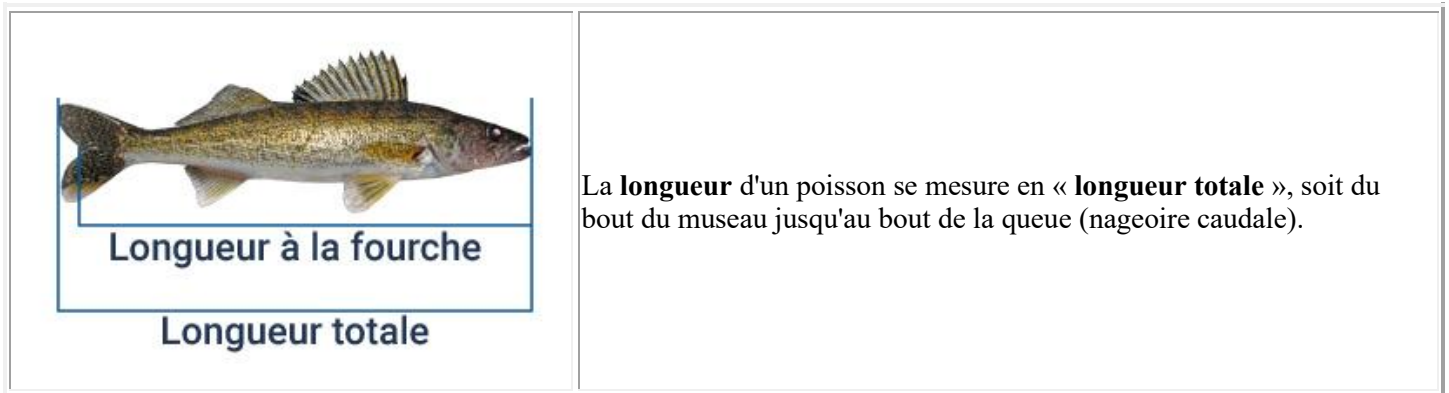 Longueur à la fourche
Longueur totale
La longueur d'un poisson se mesure en « longueur totale », soit du
bout du museau jusqu'au bout de la queue (nageoire caudale).